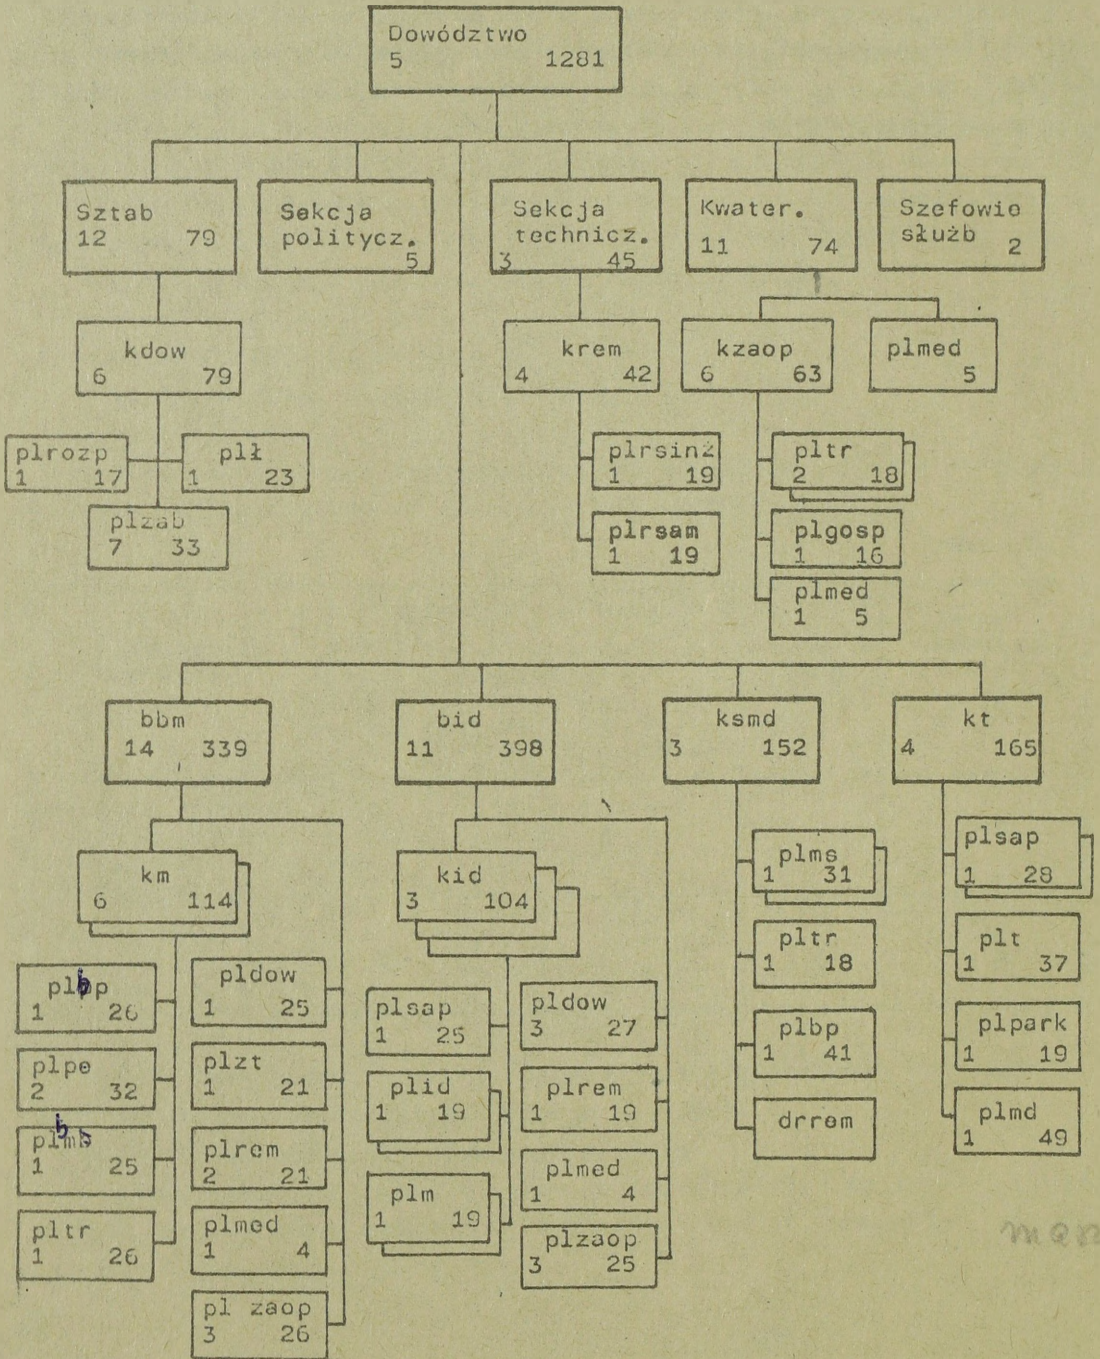 Dowództwo
5 1281
Sztab
12 79
Sekcja
politycz.
5
Sekcja
technicz.
3 45
Kwater.
11 74
Szefowie
służb 2
kdow
6 79
krem
4 42
kzaop
6 63
plmed
5
plrozp
1 17
plł
1 23
plzab
7 33
plrsinż
1 19
plrsam
1 19
pltr
2 18
plgosp
1 16
plmed
1 5
bbm
14 339
bid
11 398
ksmd
3 152
kt
4 165
km
6 114
plbp
1 26
plpe
2 32
1 25
pltr
1 26
pldow
1 25
plzt
1 21
plrem
2 21
plmed
1 4
pl zaop
3 26
kid
3 104
plsap
1 25
plid
1 19
plm
1 19
pldow
3 27
plrem
1 19
plmed
1 4
plzaop
3 25
plms
1 31
pltr
1 18
plbp
1 41
drrem
plsap
1 28
plt
1 37
plpark
1 19
plmd
1 49